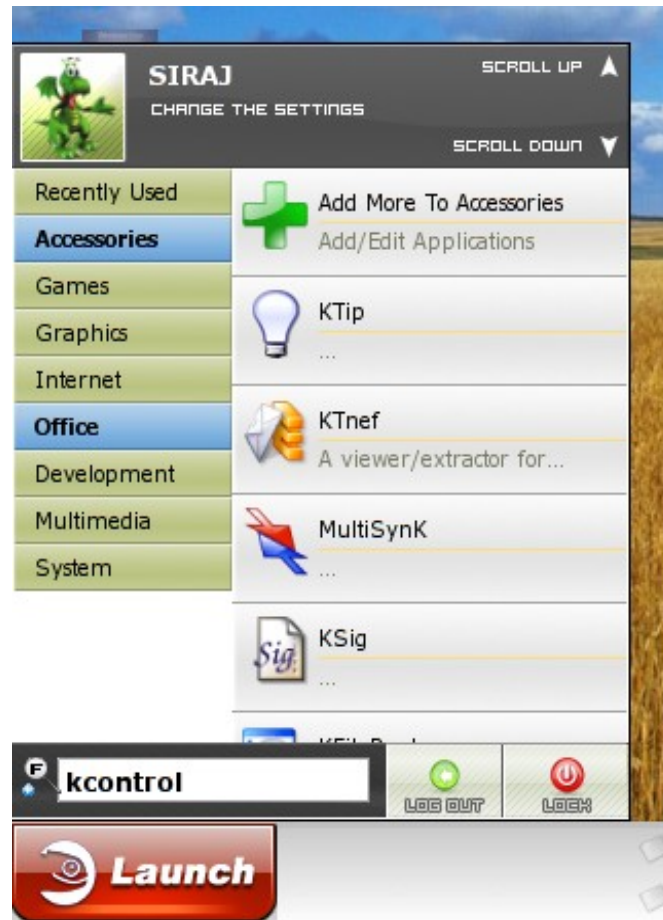 SIRAJ
CHANGE THE SETTINGS
SCROLL UP
SCROLL DOWN
Recently Used
Accessories
Games
Graphics
Internet
Office
Development
Multimedia
System
Add More To Accessories
Add/Edit Applications
KTip
...
KTnef
A viewer/extractor for...
MultiSynK
...
KSig
Sig.
...
F
kcontrol
LOG OUT
LOCK
Launch